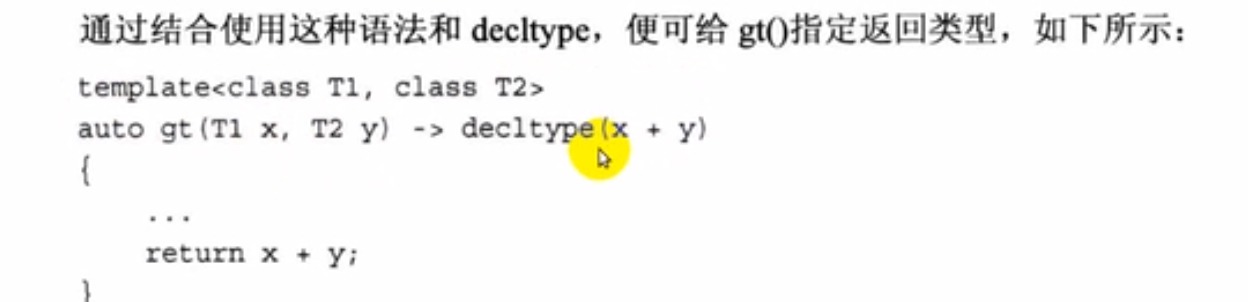 通过结合使用这种语法和 decltype，便可给 gt()指定返回类型，如下所示：
template<class T1, class T2>
auto gt(T1 x, T2 y) -> decltype(x + y)
{
...
return x + y;
}